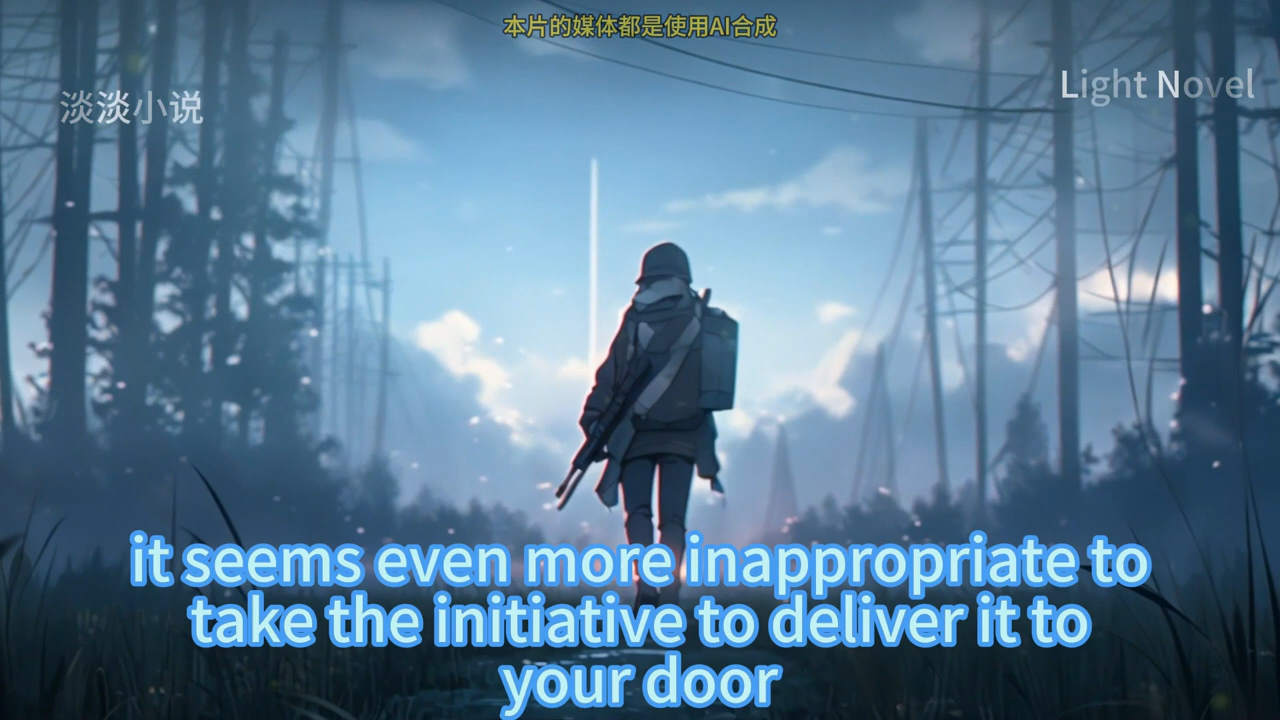 本片的媒体都是使用AI合成
淡淡小说
Light Novel
it seems even more inappropriate to
take the initiative to deliver it to
your door